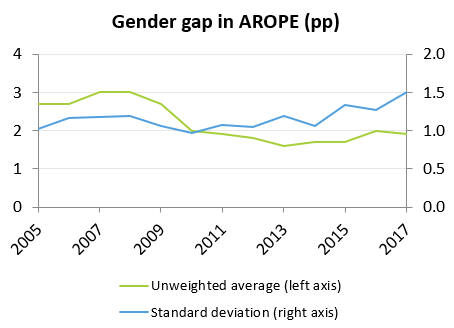 Gender gap in AROPE (pp)
4 2.0
3 1.5
2 1.0
1 0.5
0 0.0
2005 2007 2009 2011 2013 2015 2017
Unweighted average (left axis)
Standard deviation (right axis)